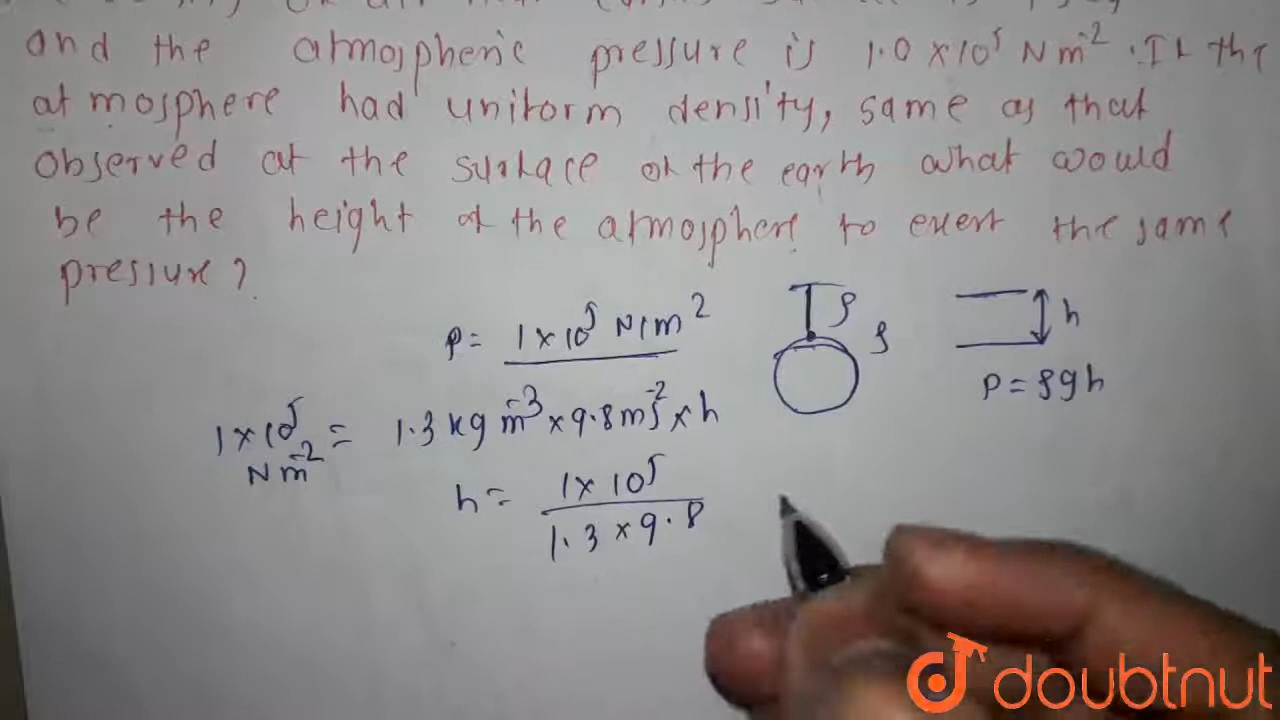 and the atmospheric pressure is 1.0 × 10⁵ N m⁻². If the
atmosphere had uniform density, same as that
observed at the surface of the earth what would
be the height of the atmosphere to exert the same
pressure?
P = 1 × 10⁵ N/m²
ρ
ρ
h
P = ρgh
1 × 10⁵ N m⁻² = 1.3 kg m⁻³ × 9.8 m s⁻² × h
h = 1 × 10⁵ / 1.3 × 9.8
doubtnut